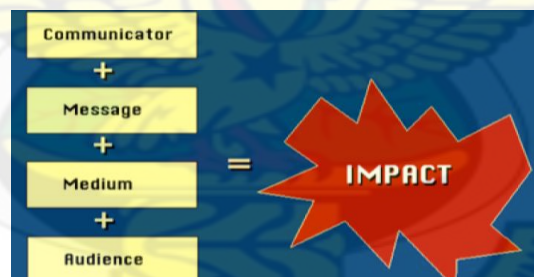 Communicator
+
Message
+
Medium
+
Audience
=
IMPACT